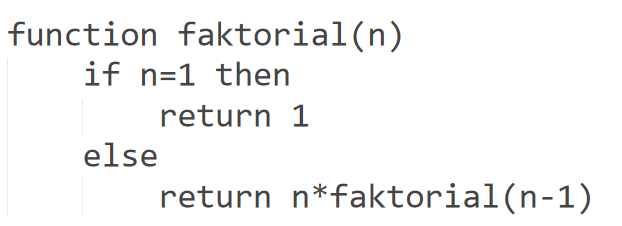 function faktorial(n)
    if n=1 then
        return 1
    else
        return n*faktorial(n-1)